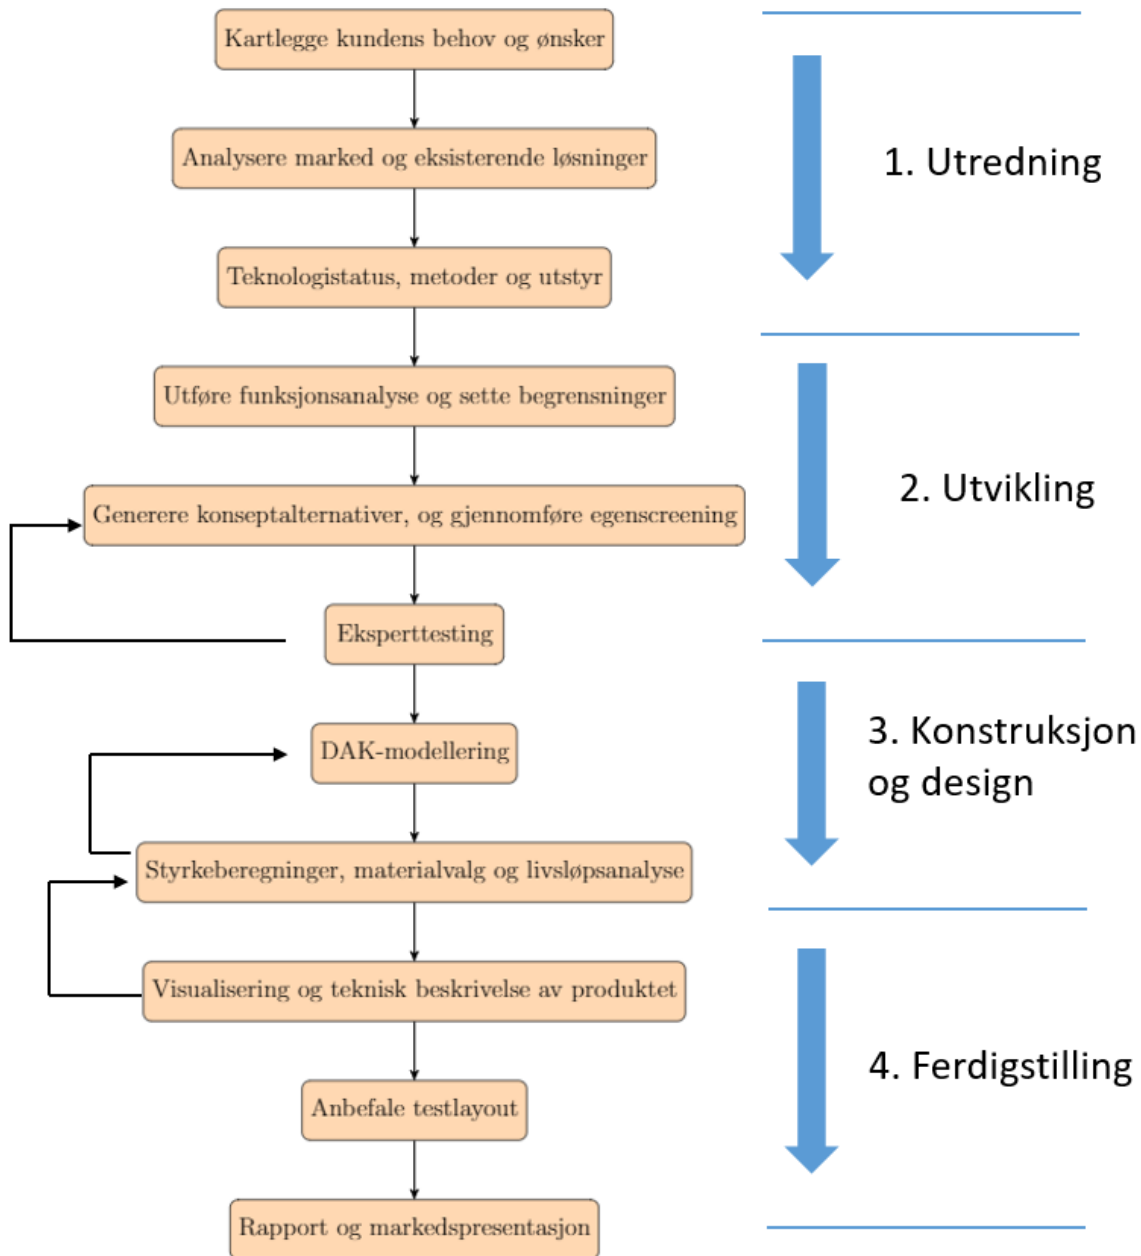 Kartlegge kundens behov og ønsker
Analysere marked og eksisterende løsninger
1. Utredning
Teknologistatus, metoder og utstyr
Utføre funksjonsanalyse og sette begrensninger
2. Utvikling
Generere konseptalternativer, og gjennomføre egenscreening
Eksperttesting
DAK-modellering
3. Konstruksjon
og design
Styrkeberegninger, materialvalg og livsløpsanalyse
Visualisering og teknisk beskrivelse av produktet
4. Ferdigstilling
Anbefale testlayout
Rapport og markedspresentasjon